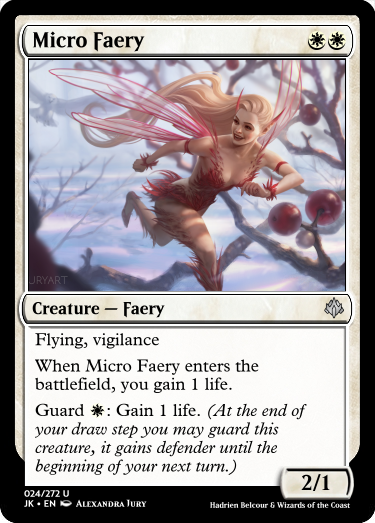 Micro Faery
JRYART
Creature — Faery
Flying, vigilance
When Micro Faery enters the
battlefield, you gain 1 life.
Guard : Gain 1 life. (At the end of
your draw step you may guard this
creature, it gains defender until the
beginning of your next turn.)
2/1
024/272 U
JK • EN Alexandra Jury
Hadrien Belcour & Wizards of the Coast